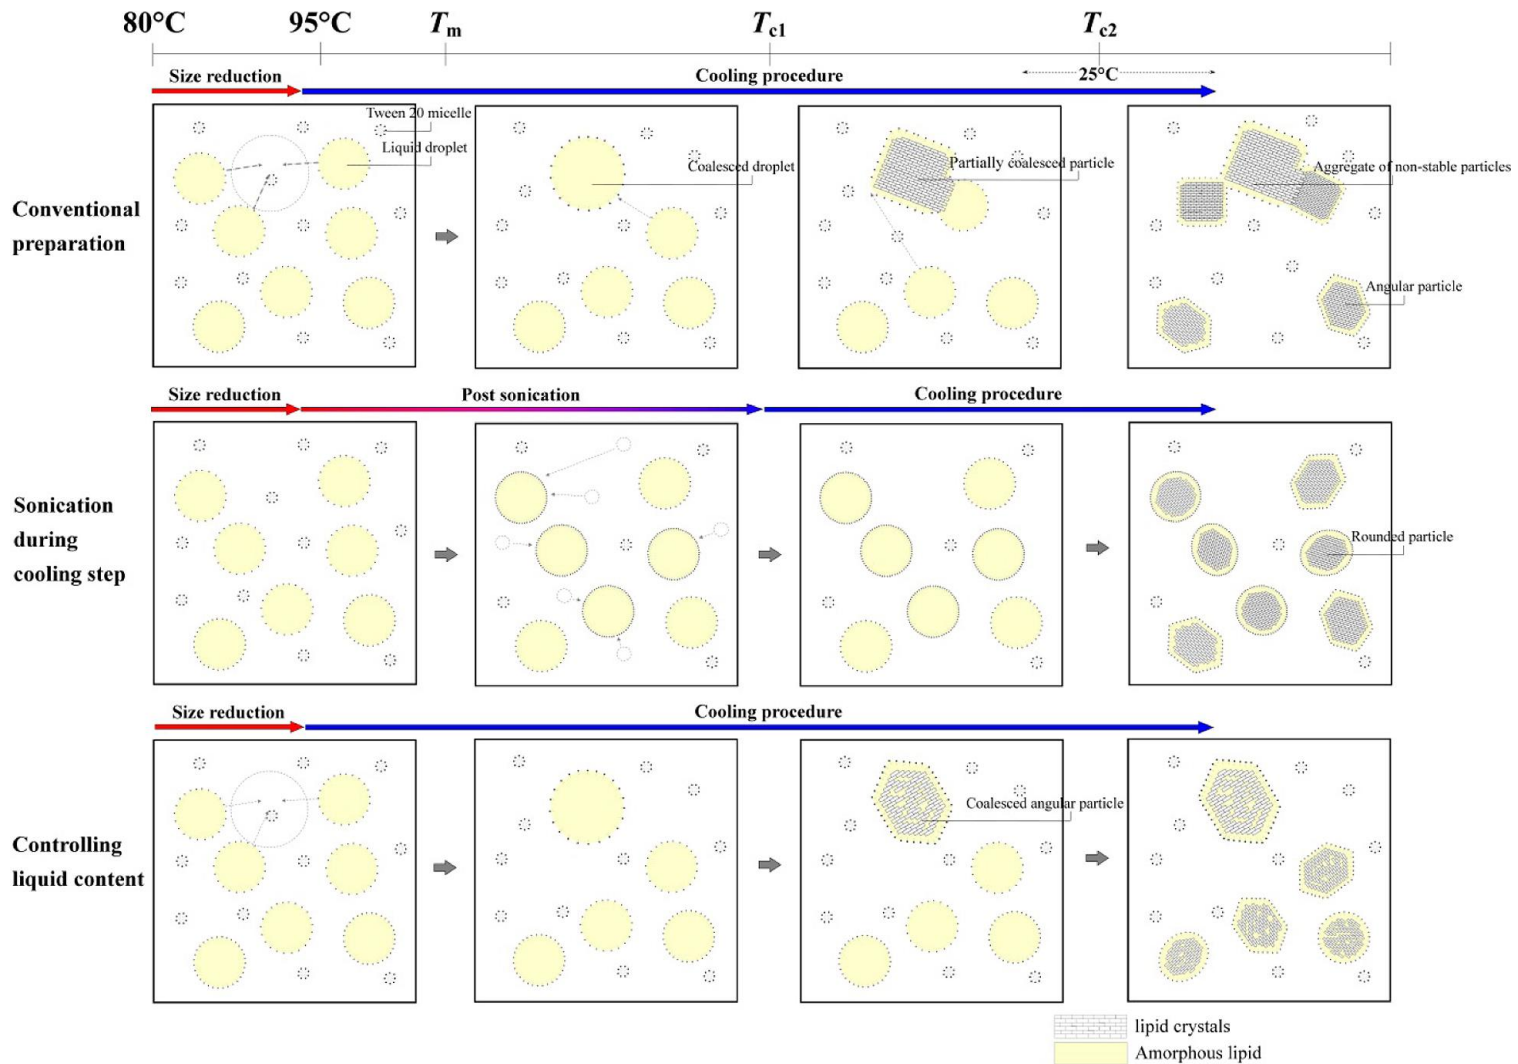 80°C 95°C Tm Tc1 Tc2
25°C
Size reduction Cooling procedure
Conventional
preparation
Tween 20 micelle
Liquid droplet
Coalesced droplet
Partially coalesced particle
Aggregate of non-stable particles
Angular particle
Size reduction Post sonication Cooling procedure
Sonication
during
cooling step
Rounded particle
Size reduction Cooling procedure
Controlling
liquid content
Coalesced angular particle
lipid crystals
Amorphous lipid